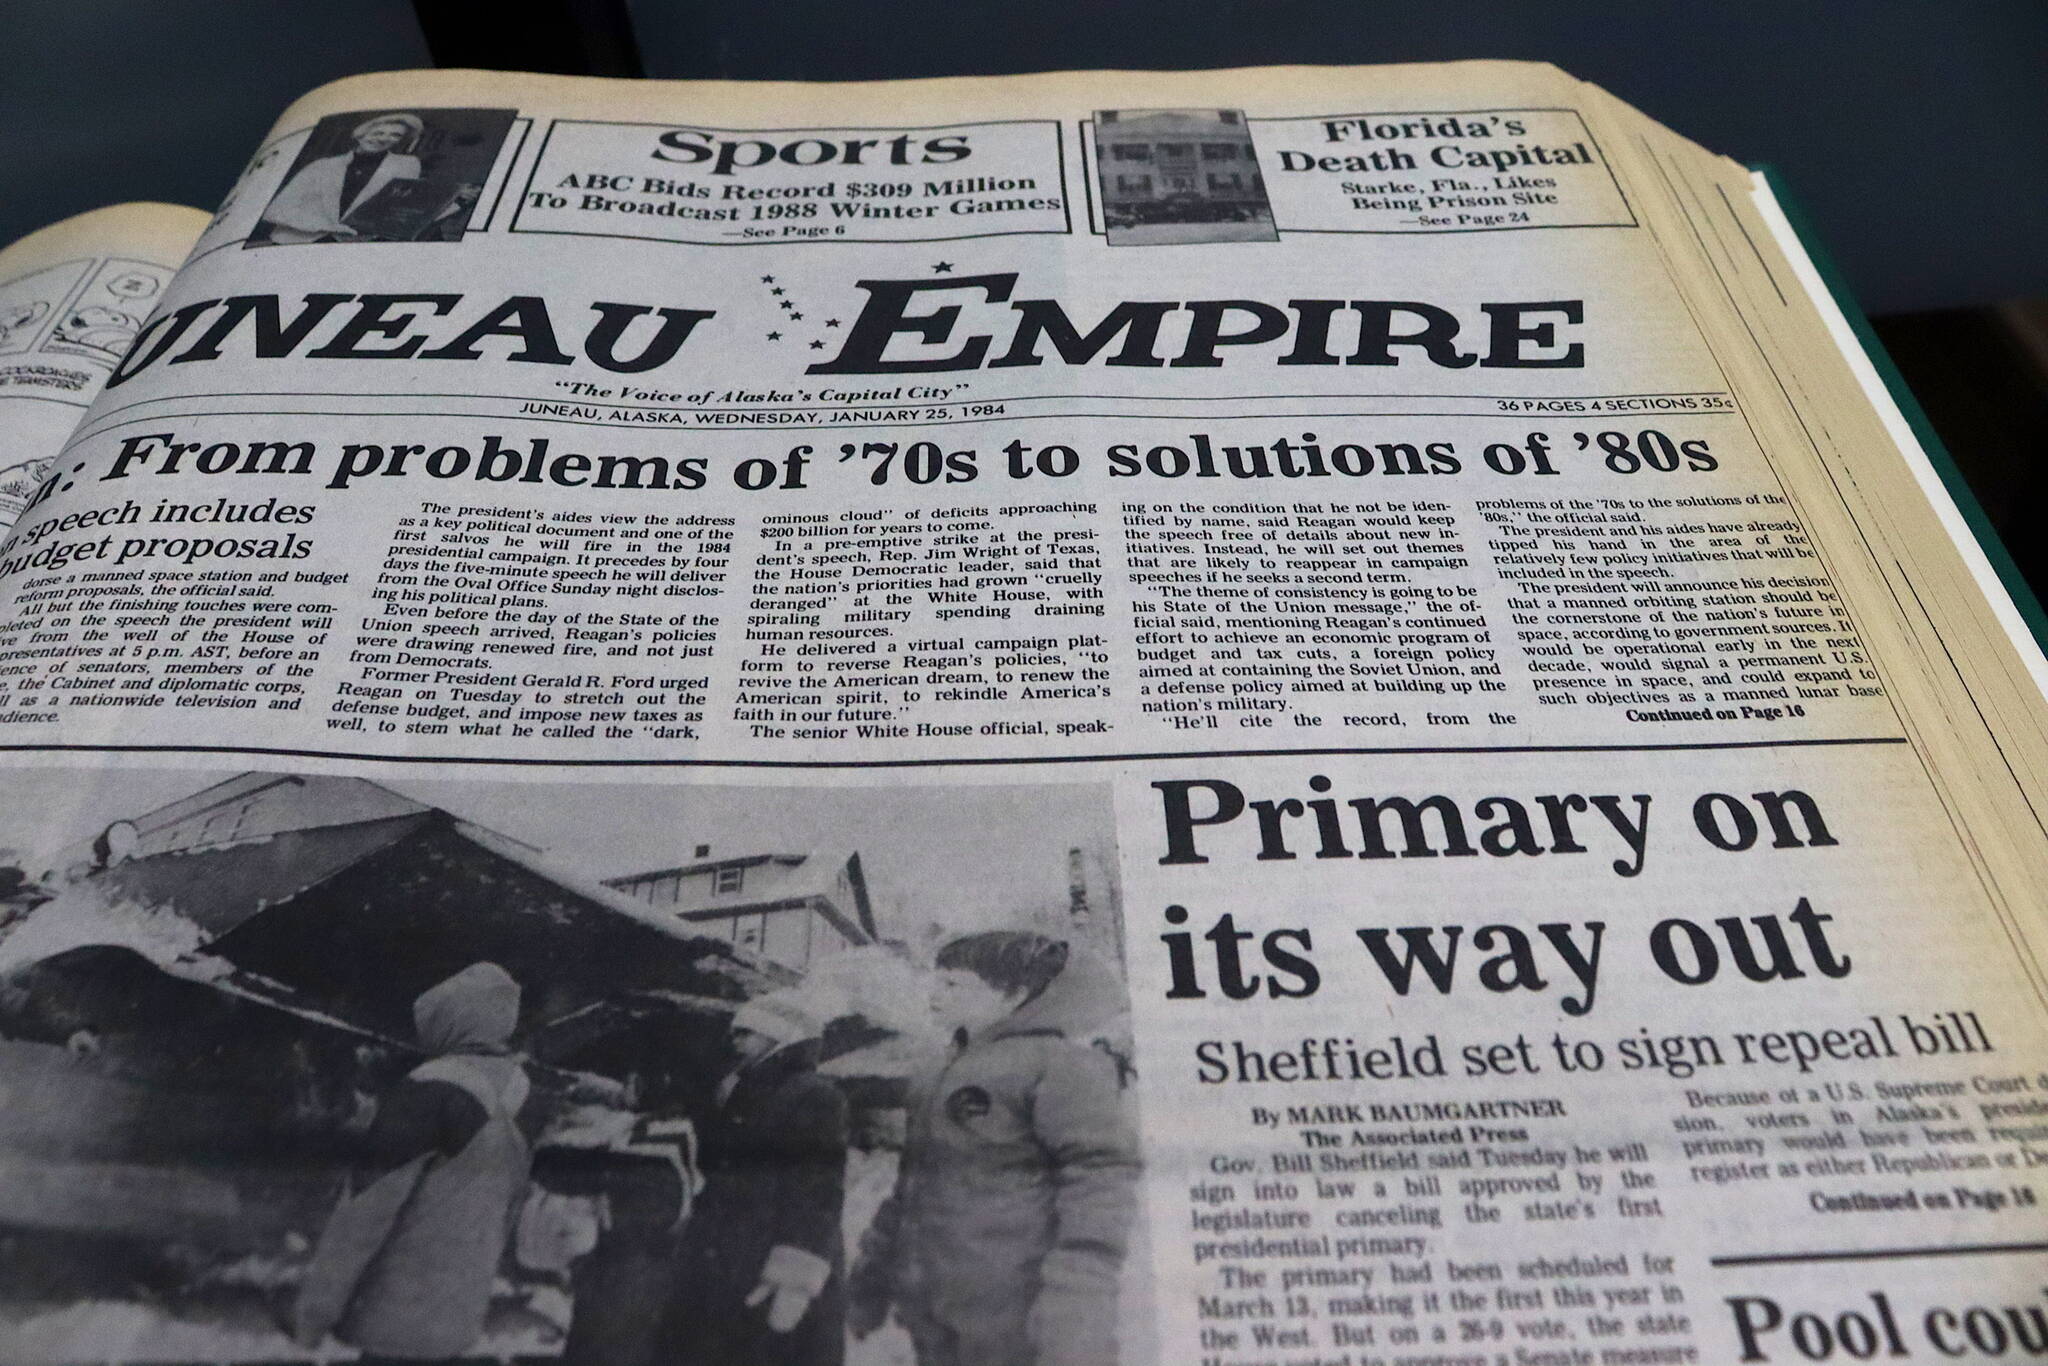 Sports
ABC Bids Record $309 Million
To Broadcast 1988 Winter Games
—See Page 6
Florida's
Death Capital
Starke, Fla., Likes
Being Prison Site
—See Page 24
UNEAU EMPIRE
"The Voice of Alaska's Capital City"
JUNEAU, ALASKA, WEDNESDAY, JANUARY 25, 1984
36 PAGES 4 SECTIONS 35¢
n: From problems of '70s to solutions of '80s
speech includes
budget proposals
dorse a manned space station and budget
reform proposals, the official said.
All but the finishing touches were com-
pleted on the speech the president will
ve from the well of the House of
presentatives at 5 p.m. AST, before an
ience of senators, members of the
e, the Cabinet and diplomatic corps,
ll as a nationwide television and
dience.
The president's aides view the address
as a key political document and one of the
first salvos he will fire in the 1984
presidential campaign. It precedes by four
days the five-minute speech he will deliver
from the Oval Office Sunday night disclos-
ing his political plans.
Even before the day of the State of the
Union speech arrived, Reagan's policies
were drawing renewed fire, and not just
from Democrats.
Former President Gerald R. Ford urged
Reagan on Tuesday to stretch out the
defense budget, and impose new taxes as
well, to stem what he called the "dark,
ominous cloud" of deficits approaching
$200 billion for years to come.
In a pre-emptive strike at the presi-
dent's speech, Rep. Jim Wright of Texas,
the House Democratic leader, said that
the nation's priorities had grown "cruelly
deranged" at the White House, with
spiraling military spending draining
human resources.
He delivered a virtual campaign plat-
form to reverse Reagan's policies, "to
revive the American dream, to renew the
American spirit, to rekindle America's
faith in our future."
The senior White House official, speak-
ing on the condition that he not be iden-
tified by name, said Reagan would keep
the speech free of details about new in-
itiatives. Instead, he will set out themes
that are likely to reappear in campaign
speeches if he seeks a second term.
"The theme of consistency is going to be
his State of the Union message," the of-
ficial said, mentioning Reagan's continued
effort to achieve an economic program of
budget and tax cuts, a foreign policy
aimed at containing the Soviet Union, and
a defense policy aimed at building up the
nation's military.
"He'll cite the record, from the
problems of the '70s to the solutions of the
'80s," the official said.
The president and his aides have already
tipped his hand in the area of the
relatively few policy initiatives that will be
included in the speech.
The president will announce his decision
that a manned orbiting station should be
the cornerstone of the nation's future in
space, according to government sources. It
would be operational early in the next
decade, would signal a permanent U.S.
presence in space, and could expand to
such objectives as a manned lunar base
Continued on Page 16
Primary on
its way out
Sheffield set to sign repeal bill
By MARK BAUMGARTNER
The Associated Press
Gov. Bill Sheffield said Tuesday he will
sign into law a bill approved by the
legislature canceling the state's first
presidential primary.
The primary had been scheduled for
March 13, making it the first this year in
the West. But on a 26-9 vote, the state
to approve a Senate measure
Because of a U.S. Supreme Court d
sion, voters in Alaska's preside
primary would have been requi
register as either Republican or De
Continued on Page 16
Pool cou